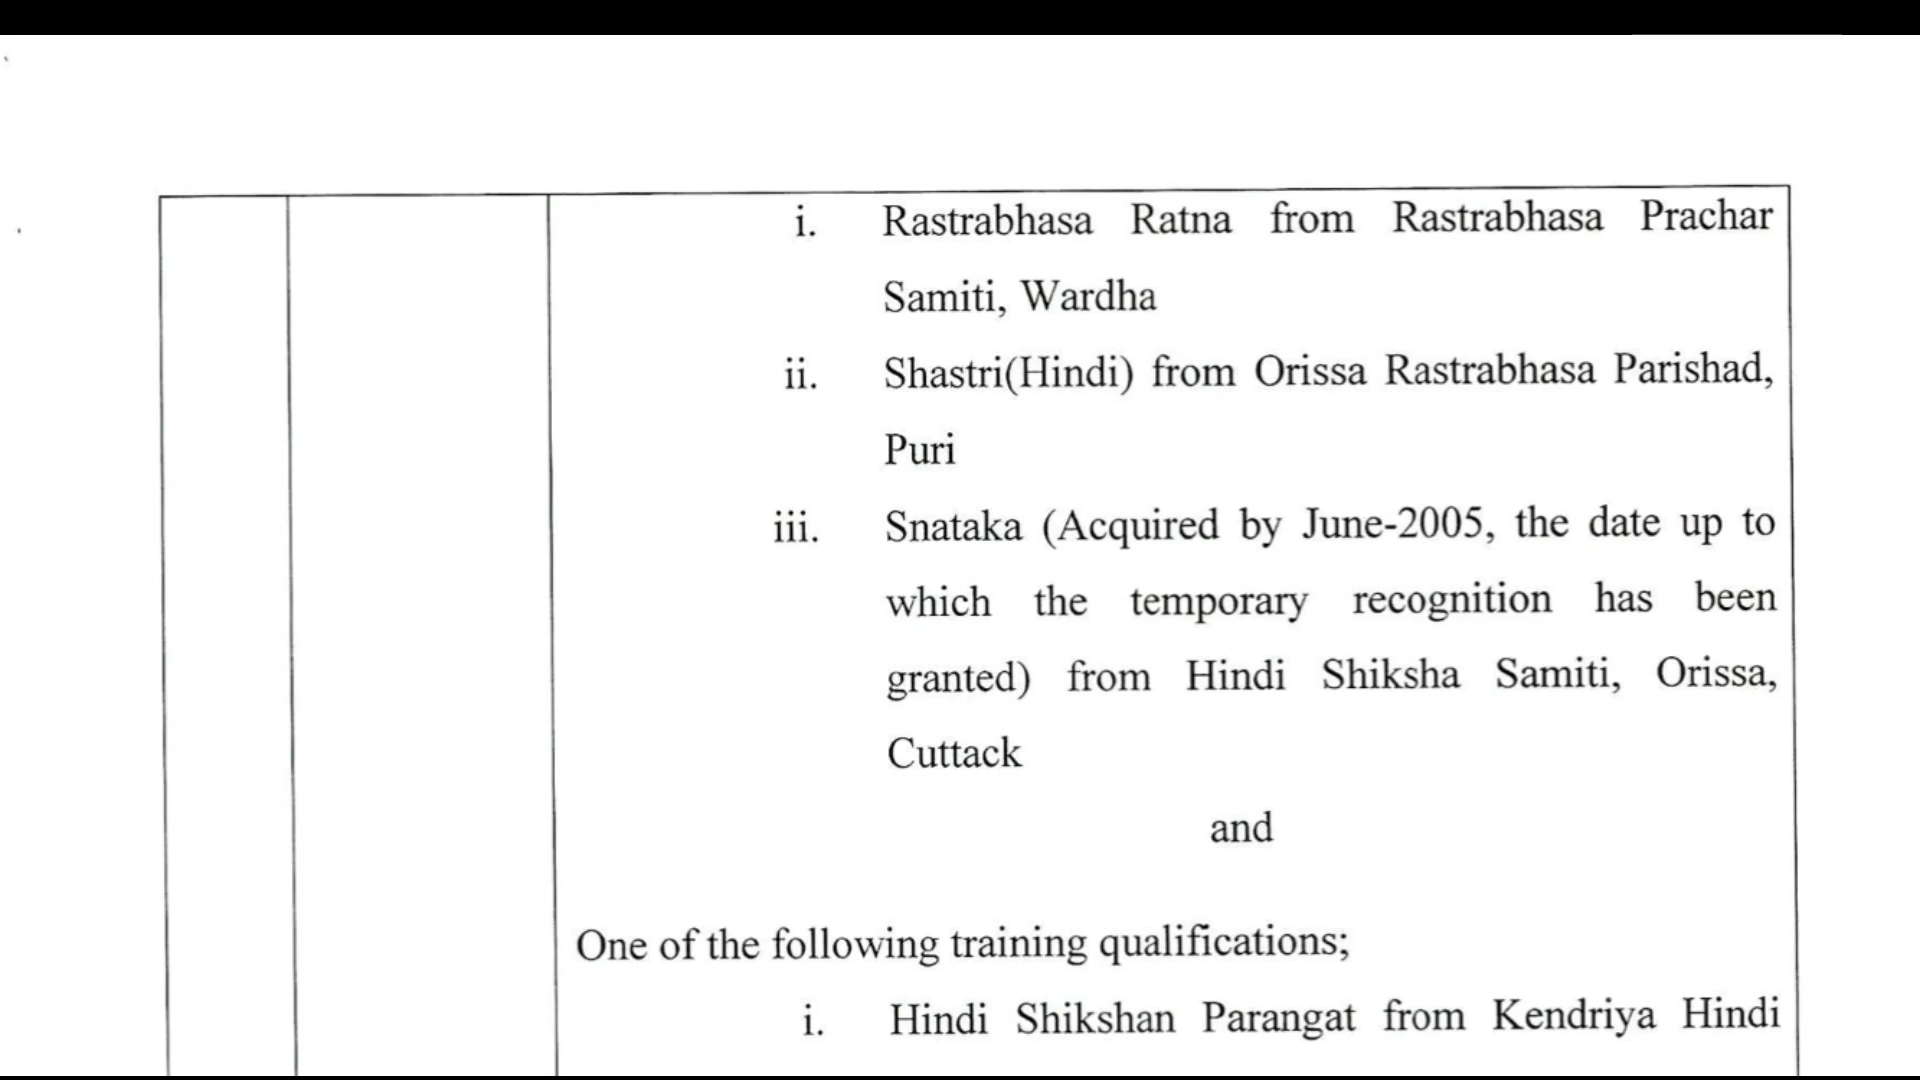 i. Rastrabhasa Ratna from Rastrabhasa Prachar
Samiti, Wardha
ii. Shastri(Hindi) from Orissa Rastrabhasa Parishad,
Puri
iii. Snataka (Acquired by June-2005, the date up to
which the temporary recognition has been
granted) from Hindi Shiksha Samiti, Orissa,
Cuttack
and
One of the following training qualifications;
i. Hindi Shikshan Parangat from Kendriya Hindi